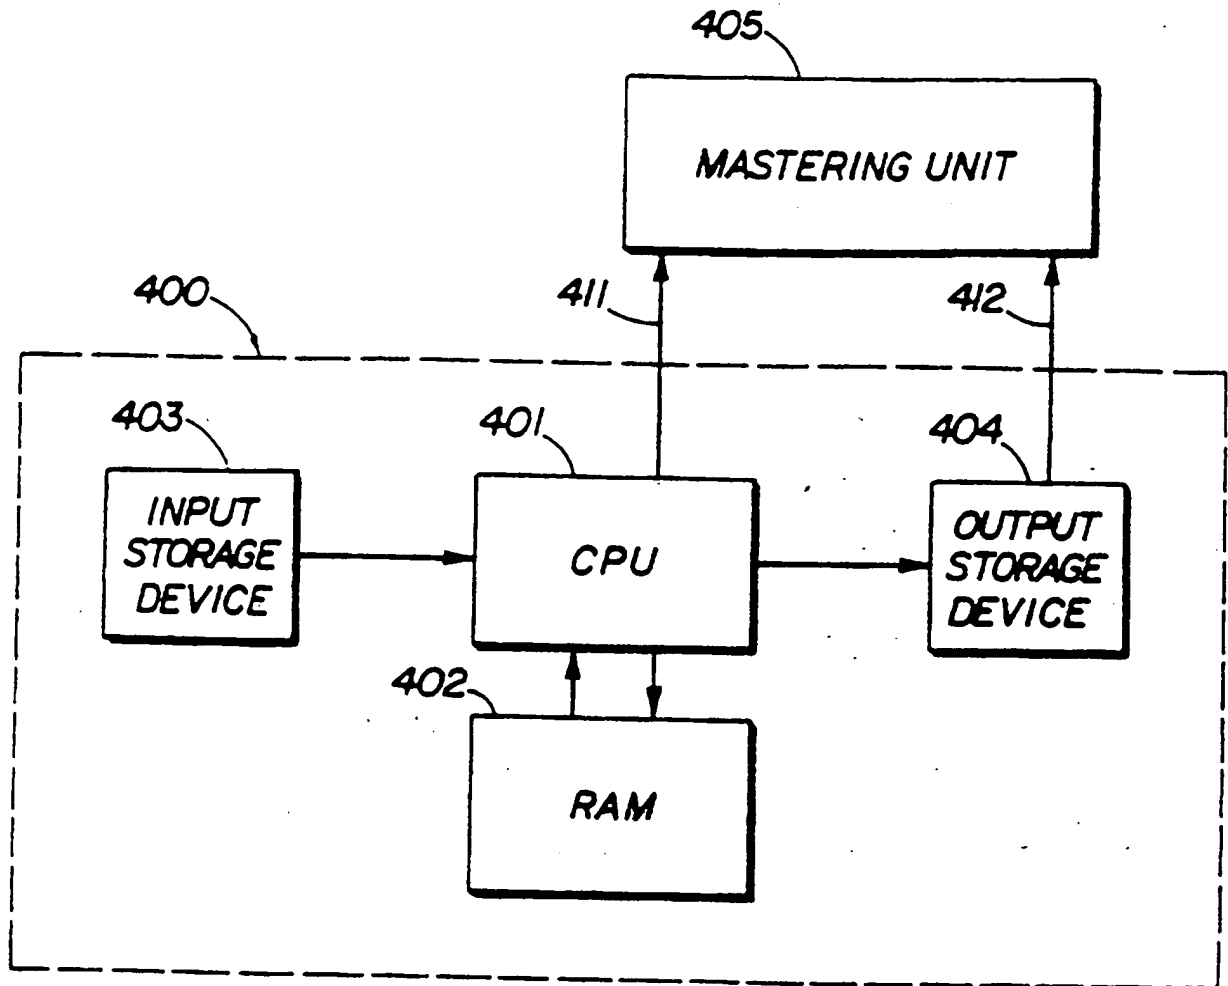 405
MASTERING UNIT
400
411
412
403
401
404
INPUT
STORAGE
DEVICE
CPU
OUTPUT
STORAGE
DEVICE
402
RAM